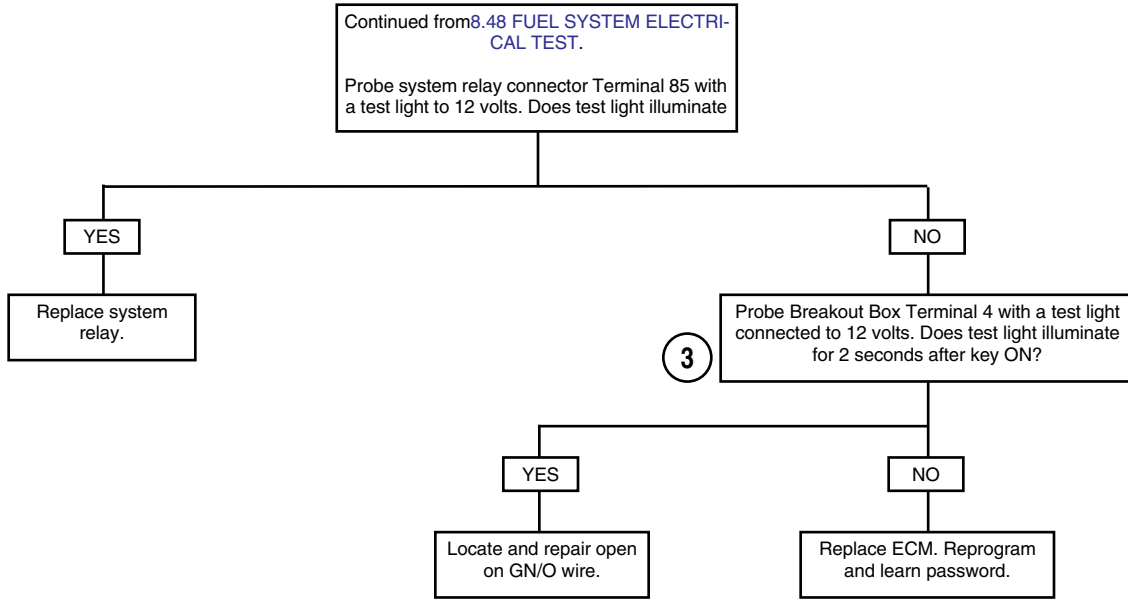 Continued from8.48 FUEL SYSTEM ELECTRI-
CAL TEST.
Probe system relay connector Terminal 85 with
a test light to 12 volts. Does test light illuminate
YES
NO
Replace system
relay.
Probe Breakout Box Terminal 4 with a test light
connected to 12 volts. Does test light illuminate
for 2 seconds after key ON?
3
YES
NO
Locate and repair open
on GN/O wire.
Replace ECM. Reprogram
and learn password.